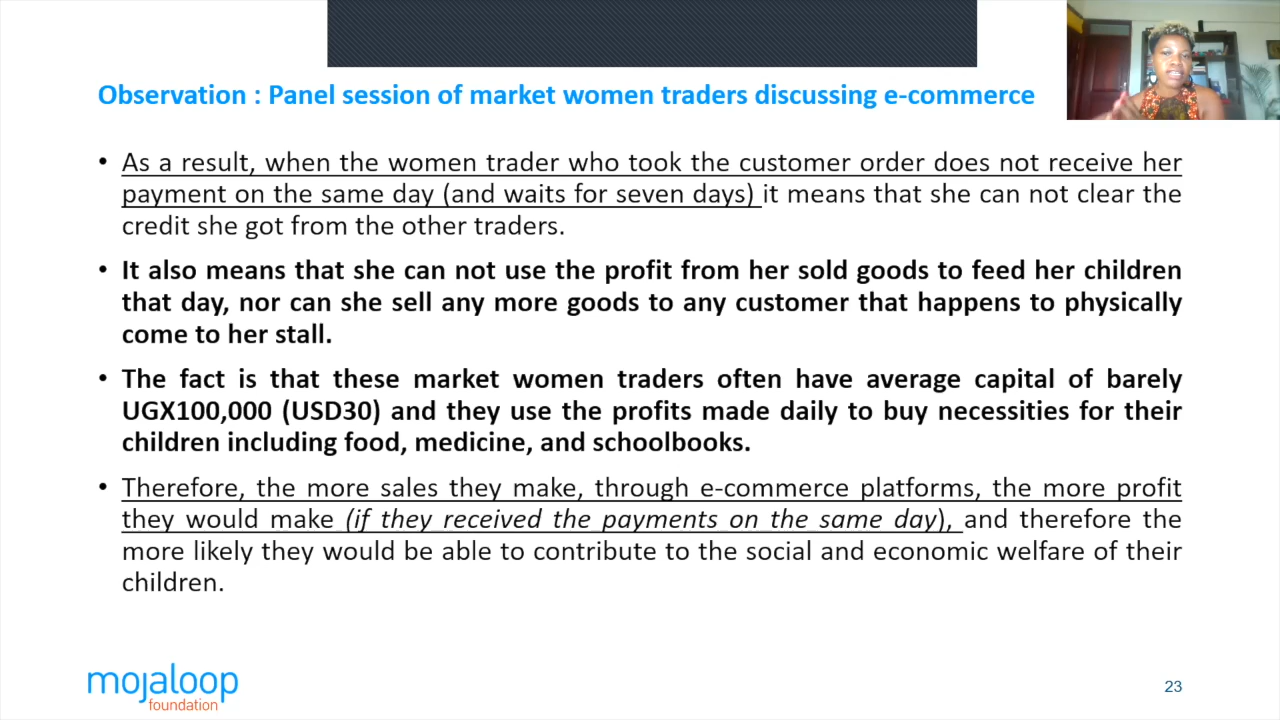 Observation : Panel session of market women traders discussing e-commerce
• As a result, when the women trader who took the customer order does not receive her
payment on the same day (and waits for seven days) it means that she can not clear the
credit she got from the other traders.
• It also means that she can not use the profit from her sold goods to feed her children
that day, nor can she sell any more goods to any customer that happens to physically
come to her stall.
• The fact is that these market women traders often have average capital of barely
UGX100,000 (USD30) and they use the profits made daily to buy necessities for their
children including food, medicine, and schoolbooks.
• Therefore, the more sales they make, through e-commerce platforms, the more profit
they would make (if they received the payments on the same day), and therefore the
more likely they would be able to contribute to the social and economic welfare of their
children.
mojaloop
foundation
23